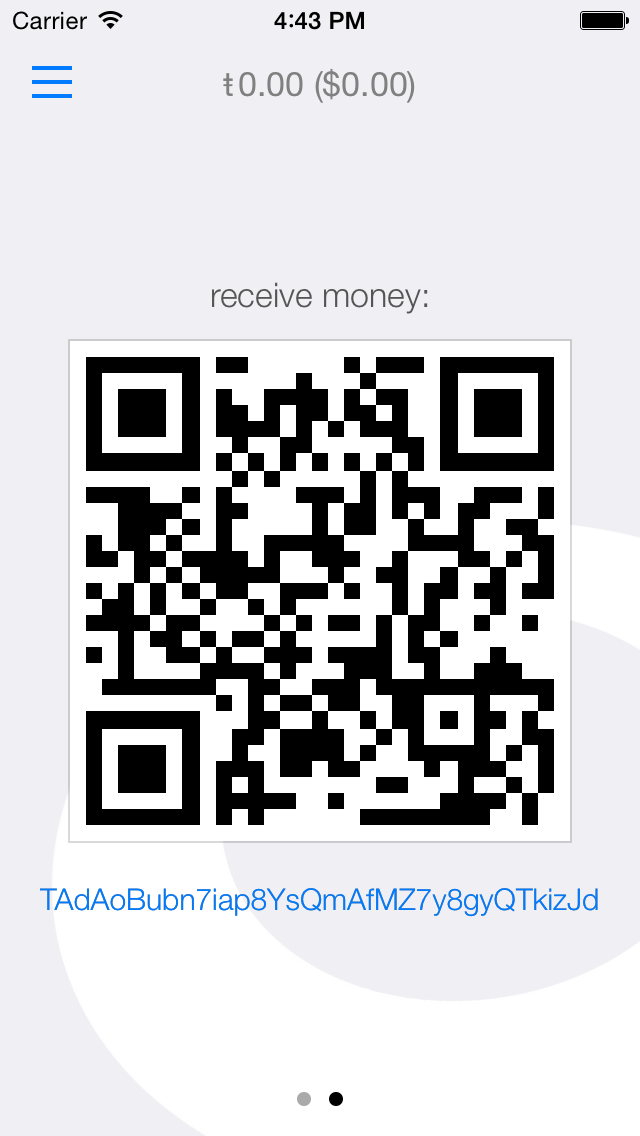 Carrier 4:43 PM
ŧ0.00 ($0.00)
receive money:
TAdAoBubn7iap8YsQmAfMZ7y8gyQTkizJd